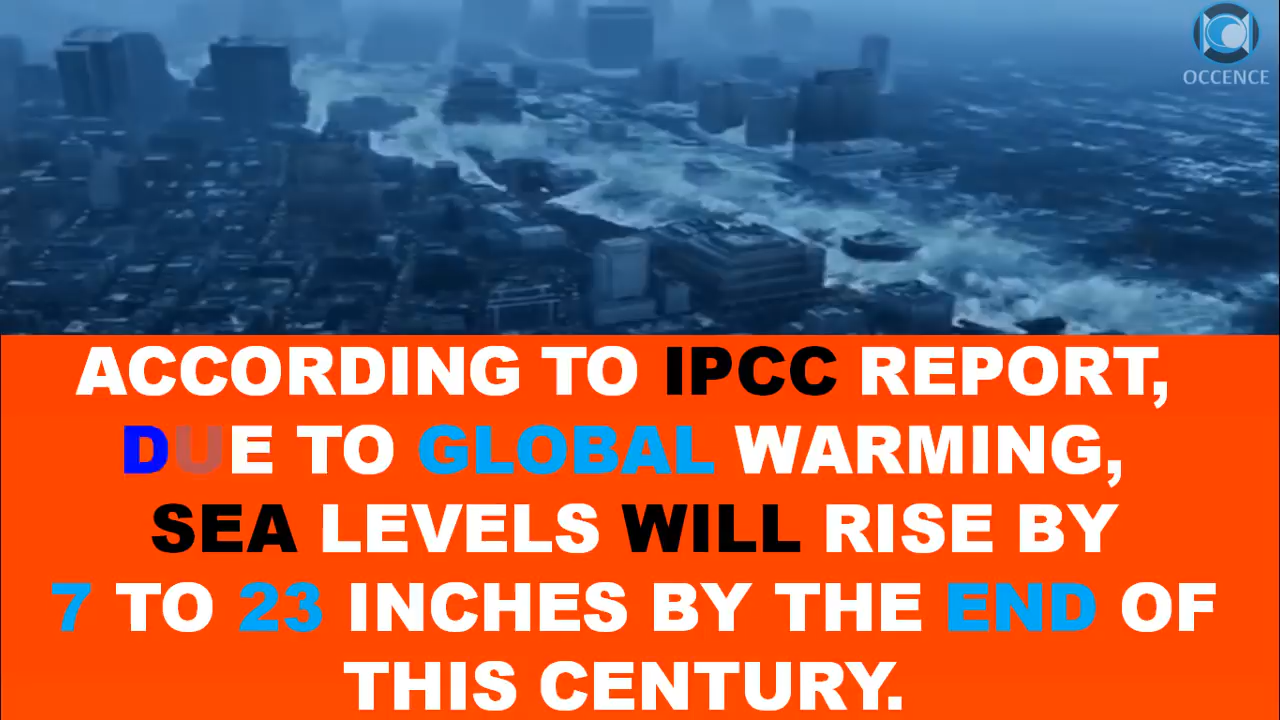 OCCENCE
ACCORDING TO IPCC REPORT,
DUE TO GLOBAL WARMING,
SEA LEVELS WILL RISE BY
7 TO 23 INCHES BY THE END OF
THIS CENTURY.